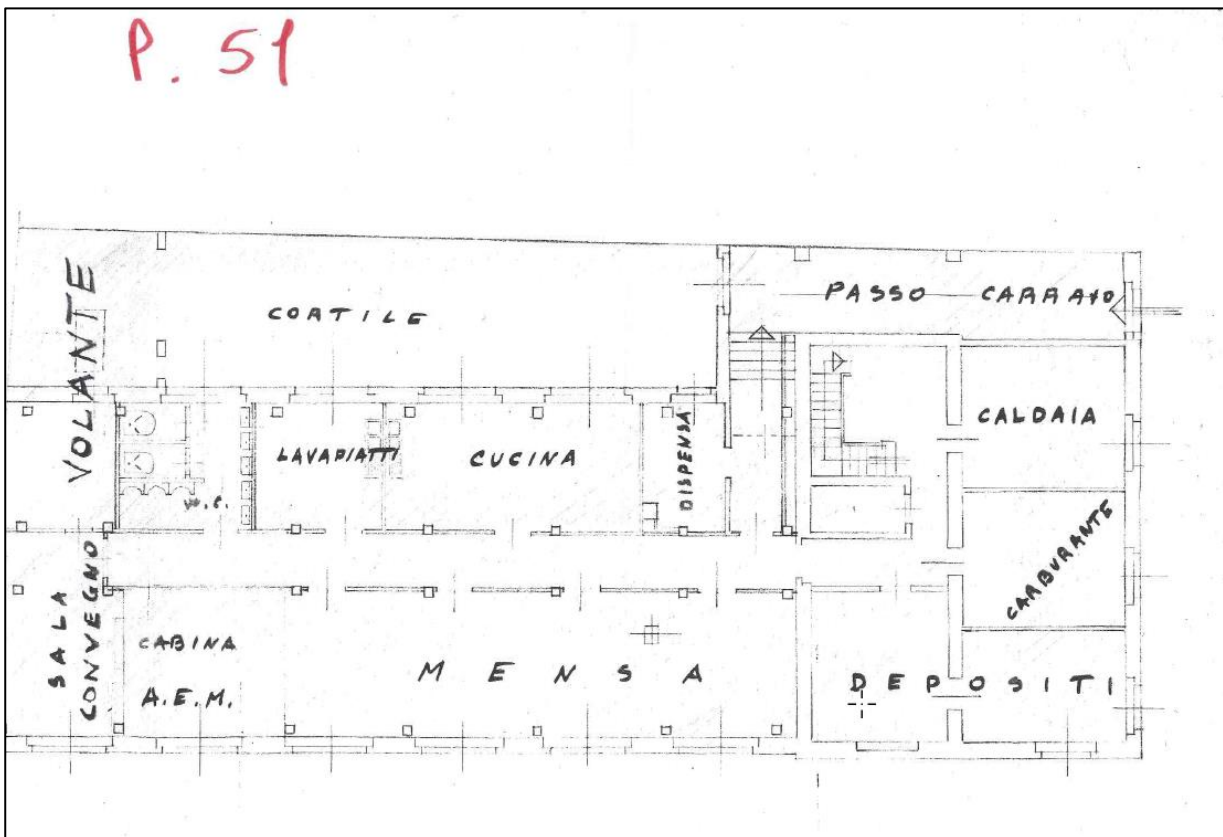 P. 51
VOLANTE
CORTILE
PASSO CARRAIO
LAVAPIATTI
CUCINA
DISPENSA
CALDAIA
W.C.
CARBURANTE
SALA
CONVEGNO
CABINA
A.E.M.
MENSA
DEPOSITI